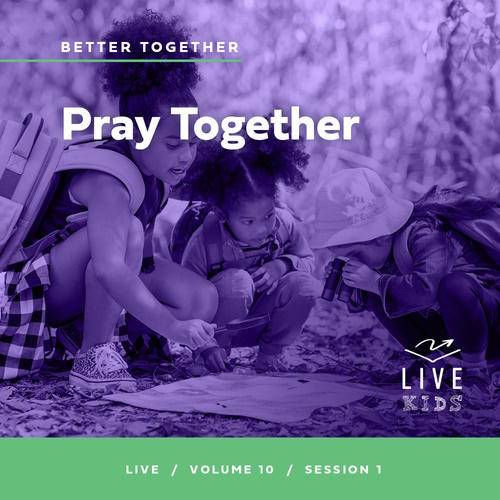 BETTER TOGETHER
Pray Together
LIVE
KIDS
LIVE / VOLUME 10 / SESSION 1